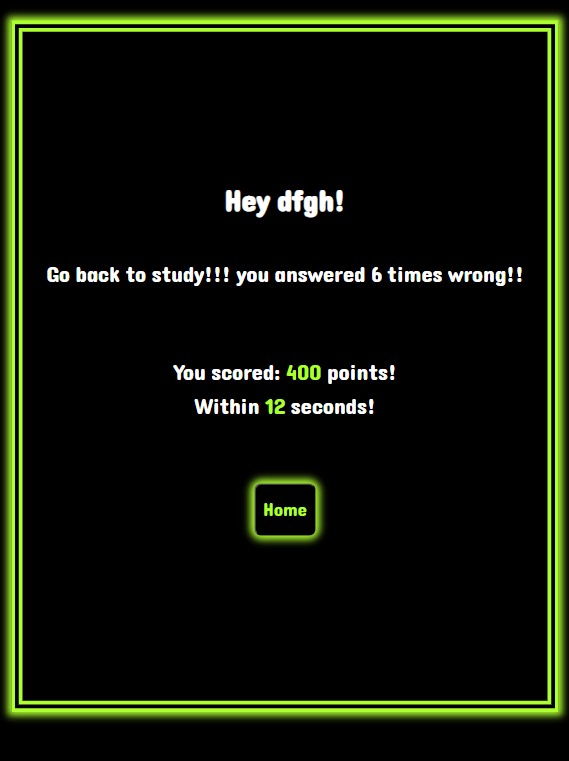 Hey dfgh!
Go back to study!!! you answered 6 times wrong!!
You scored: 400 points!
Within 12 seconds!
Home